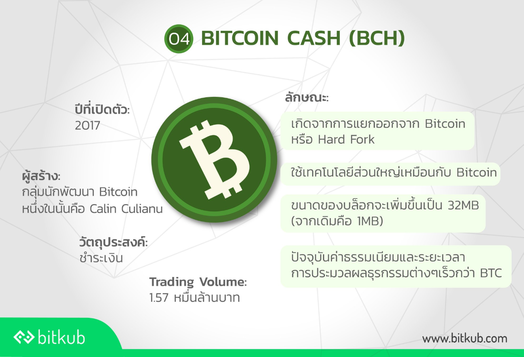 04 BITCOIN CASH (BCH)
ปีที่เปิดตัว:
2017
ผู้สร้าง:
กลุ่มนักพัฒนา Bitcoin
หนึ่งในนั้นคือ Calin Culianu
วัตถุประสงค์:
ชำระเงิน
Trading Volume:
1.57 หมื่นล้านบาท
ลักษณะ:
เกิดจากการแยกออกจาก Bitcoin
หรือ Hard Fork
ใช้เทคโนโลยีส่วนใหญ่เหมือนกับ Bitcoin
ขนาดของบล็อกจะเพิ่มขึ้นเป็น 32MB
(จากเดิมคือ 1MB)
ปัจจุบันค่าธรรมเนียมและระยะเวลา
การประมวลผลธุรกรรมต่างๆเร็วกว่า BTC
bitkub
www.bitkub.com